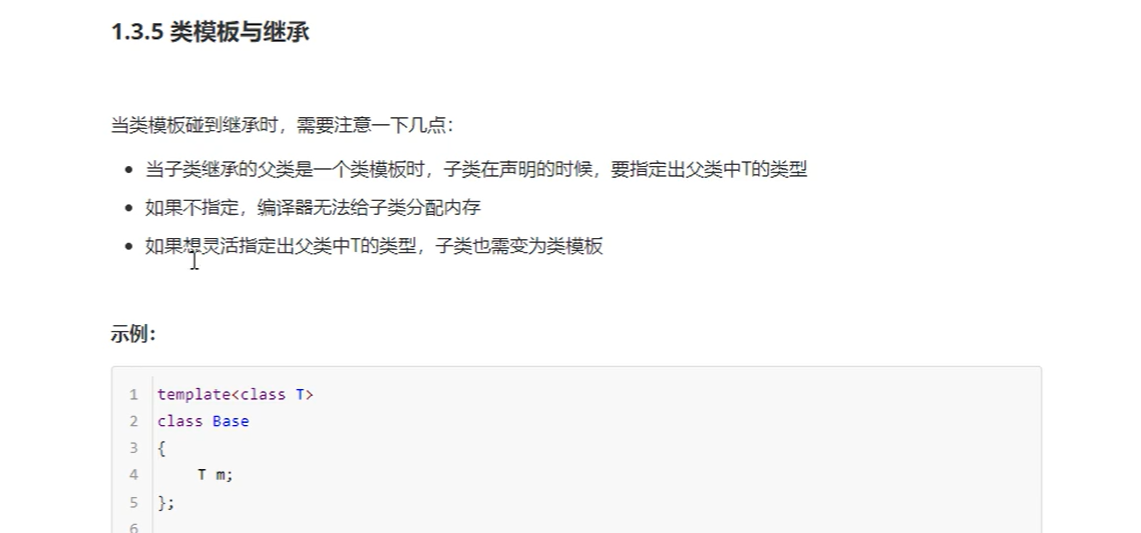 1.3.5 类模板与继承
当类模板碰到继承时，需要注意一下几点：
• 当子类继承的父类是一个类模板时，子类在声明的时候，要指定出父类中T的类型
• 如果不指定，编译器无法给子类分配内存
• 如果想灵活指定出父类中T的类型，子类也需变为类模板
示例：
1 template<class T>
2 class Base
3 {
4 T m;
5 };
6